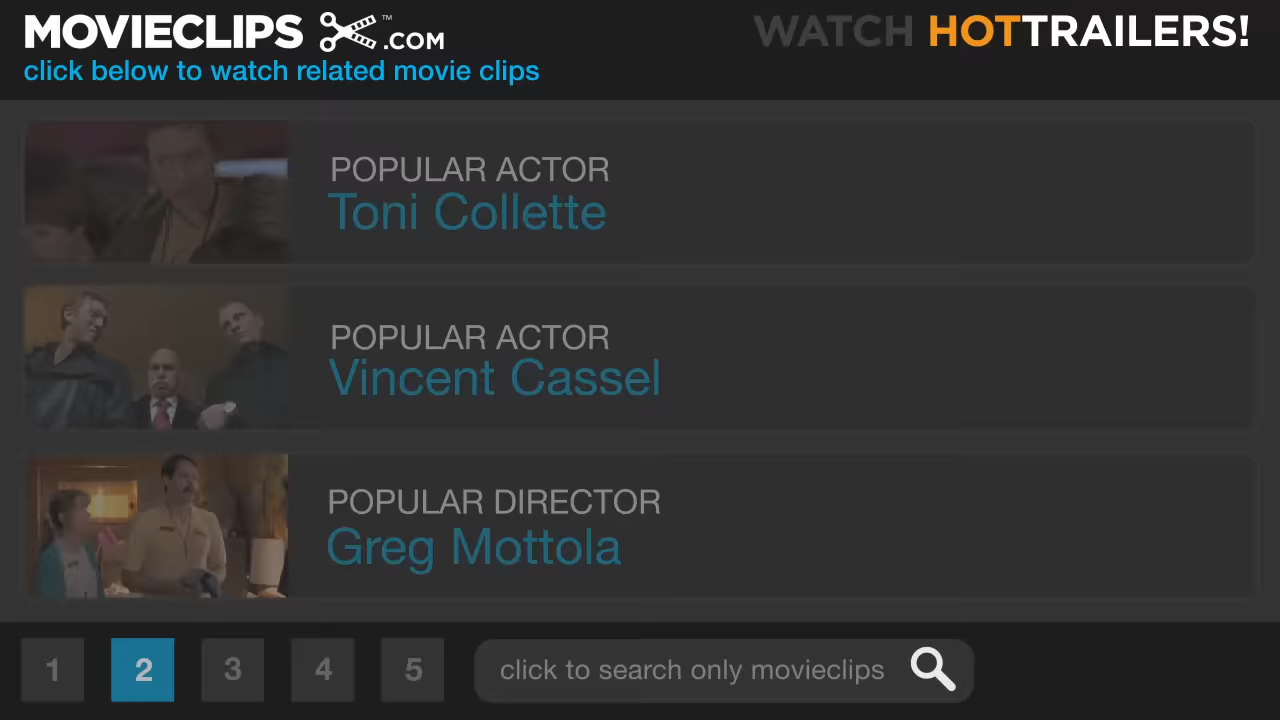 MOVIECLIPS ™ .COM
click below to watch related movie clips
WATCH HOTTRAILERS!
POPULAR ACTOR
Toni Collette
POPULAR ACTOR
Vincent Cassel
POPULAR DIRECTOR
Greg Mottola
1 2 3 4 5
click to search only movieclips